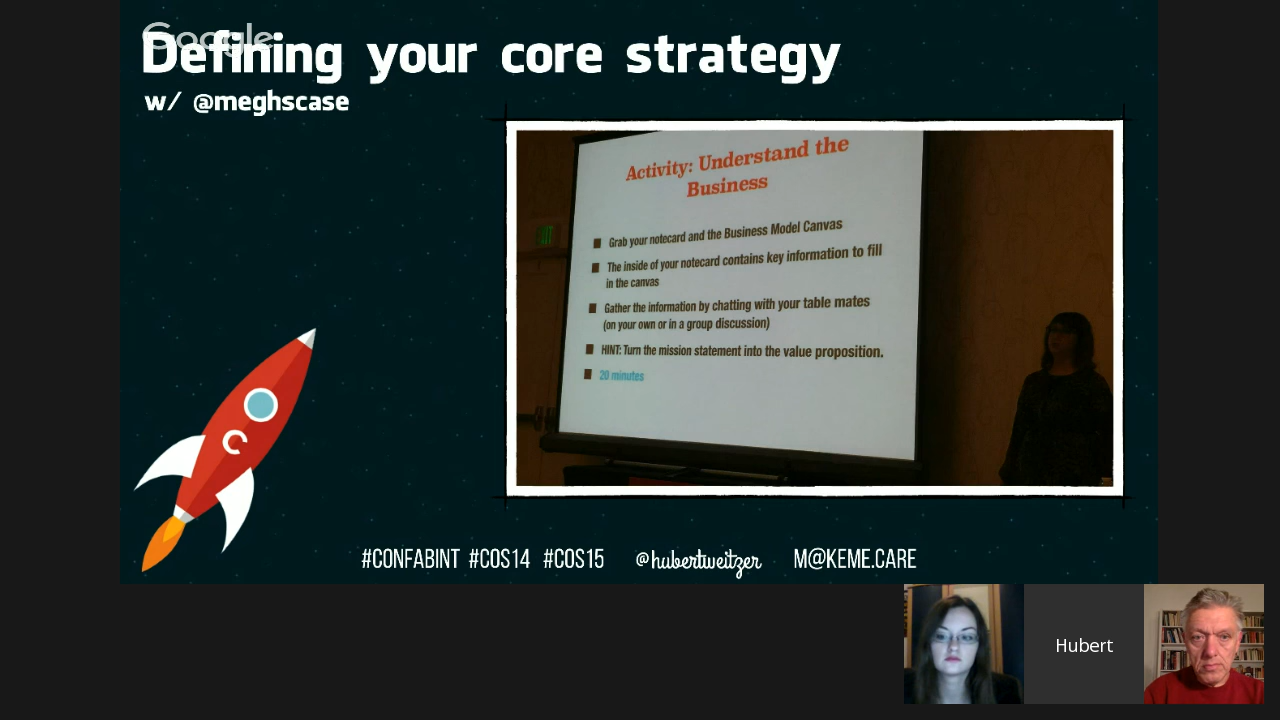 Google
Defining your core strategy
w/ @meghscase
Activity: Understand the
Business
Grab your notecard and the Business Model Canvas
The inside of your notecard contains key information to fill
in the canvas
Gather the information by chatting with your table mates
(on your own or in a group discussion)
HINT: Turn the mission statement into the value proposition.
20 minutes
#CONFABINT #COS14 #COS15 @hubertweitzer M@KEME.CARE
Hubert